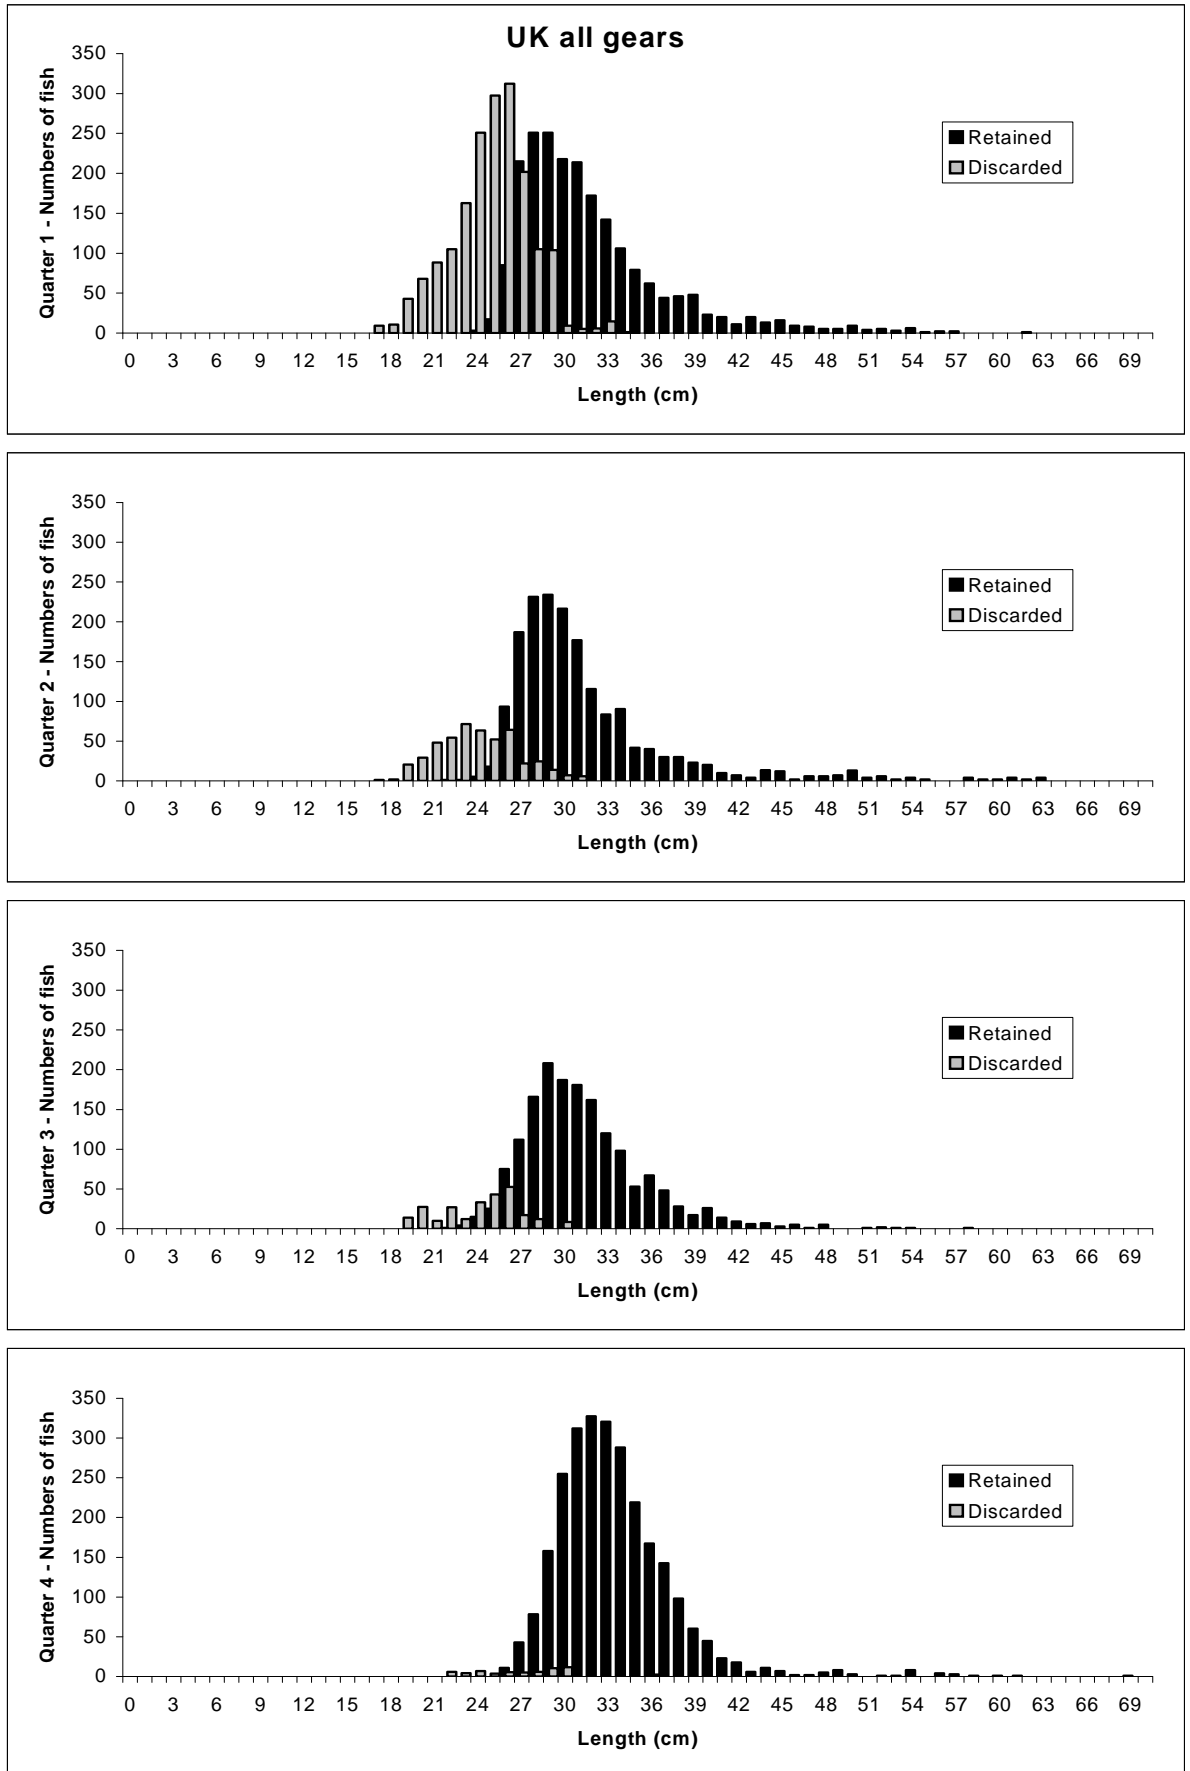 UK all gears
Quarter 1 - Numbers of fish
350
300
250
200
150
100
50
0
0 3 6 9 12 15 18 21 24 27 30 33 36 39 42 45 48 51 54 57 60 63 66 69
Length (cm)
Retained
Discarded
Quarter 2 - Numbers of fish
350
300
250
200
150
100
50
0
0 3 6 9 12 15 18 21 24 27 30 33 36 39 42 45 48 51 54 57 60 63 66 69
Length (cm)
Retained
Discarded
Quarter 3 - Numbers of fish
350
300
250
200
150
100
50
0
0 3 6 9 12 15 18 21 24 27 30 33 36 39 42 45 48 51 54 57 60 63 66 69
Length (cm)
Retained
Discarded
Quarter 4 - Numbers of fish
350
300
250
200
150
100
50
0
0 3 6 9 12 15 18 21 24 27 30 33 36 39 42 45 48 51 54 57 60 63 66 69
Length (cm)
Retained
Discarded